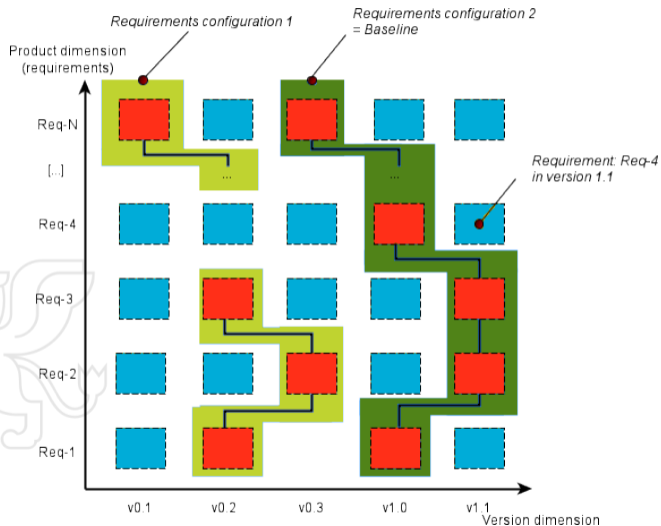 Requirements configuration 1
Requirements configuration 2
= Baseline
Product dimension
(requirements)
Req-N
[...]
...
...
Requirement: Req-4
in version 1.1
Req-4
Req-3
Req-2
Req-1
v0.1
v0.2
v0.3
v1.0
v1.1
Version dimension